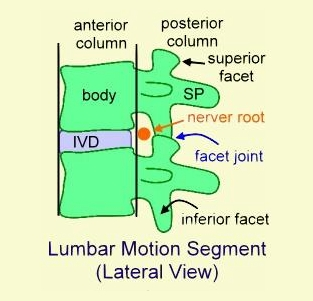 anterior
column
posterior
column
superior
facet
body
SP
nerver root
IVD
facet joint
inferior facet
Lumbar Motion Segment
(Lateral View)